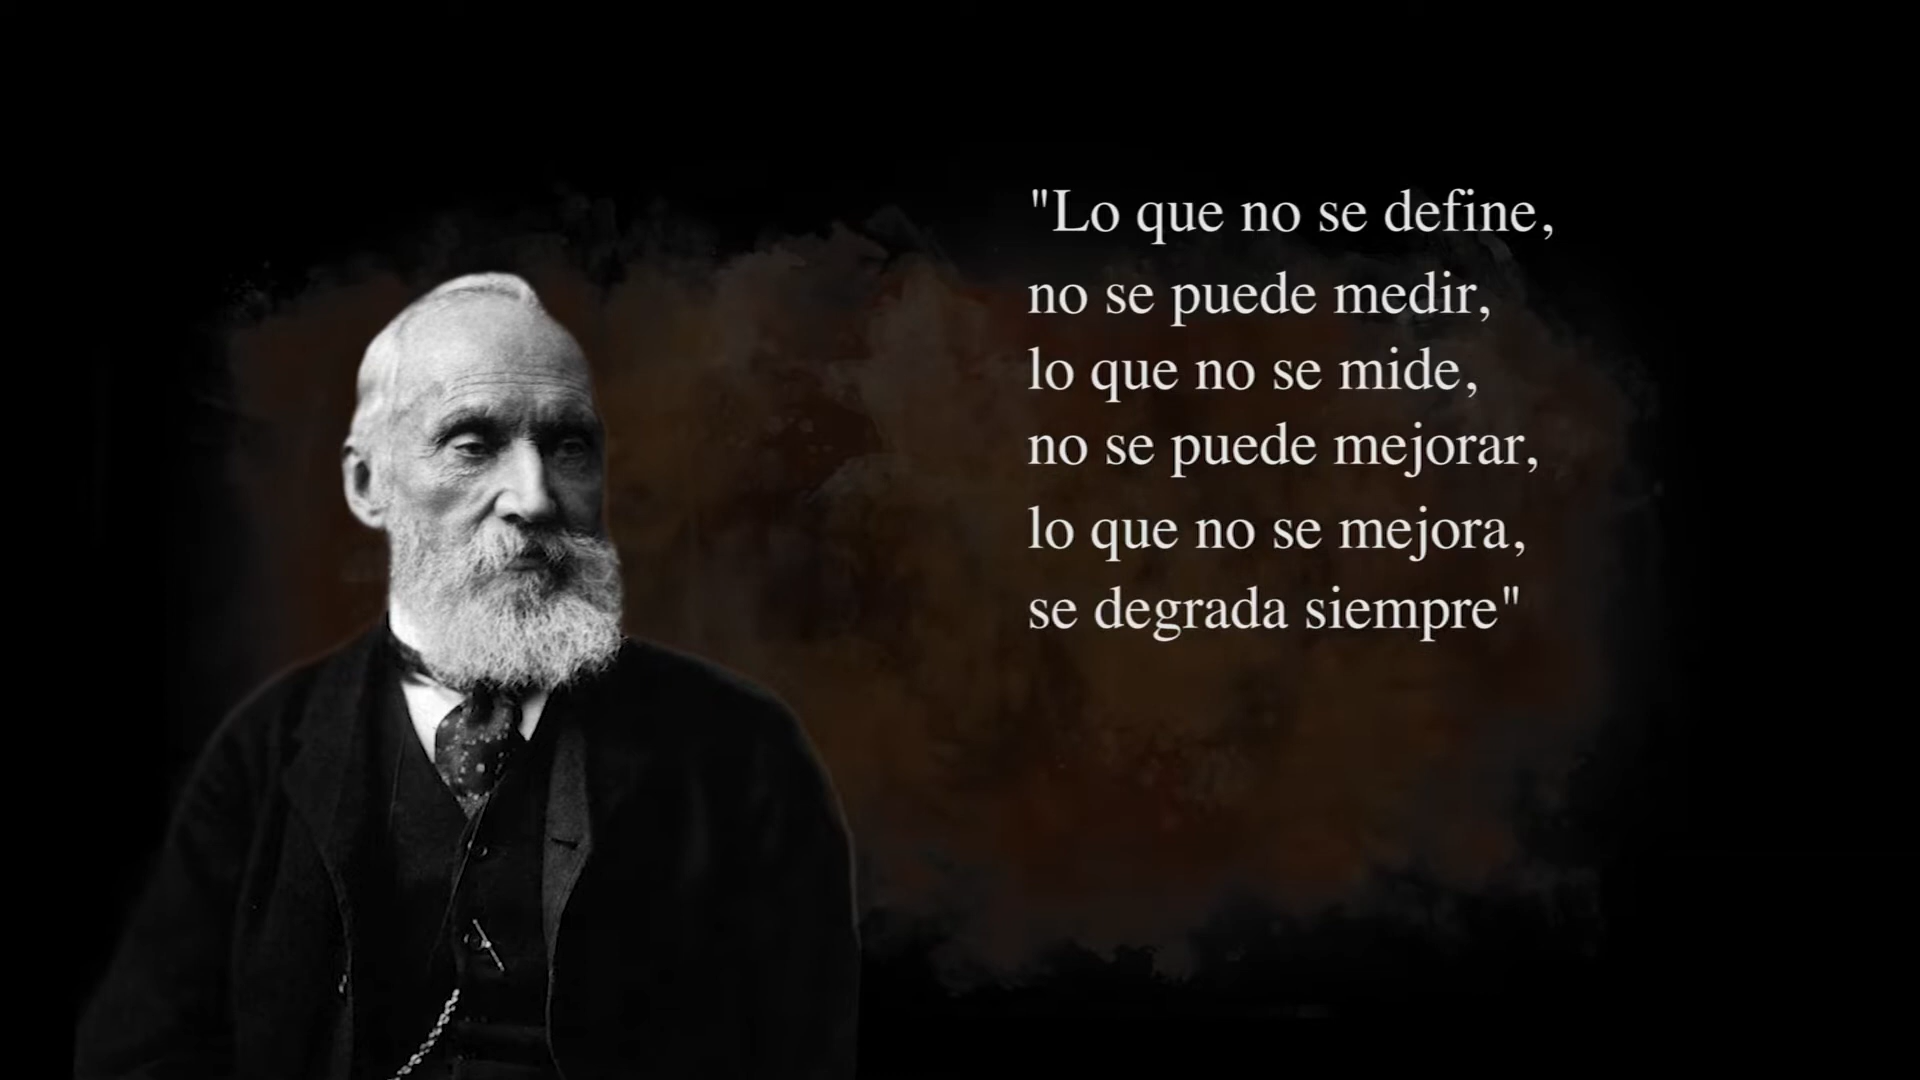 "Lo que no se define,
no se puede medir,
lo que no se mide,
no se puede mejorar,
lo que no se mejora,
se degrada siempre"